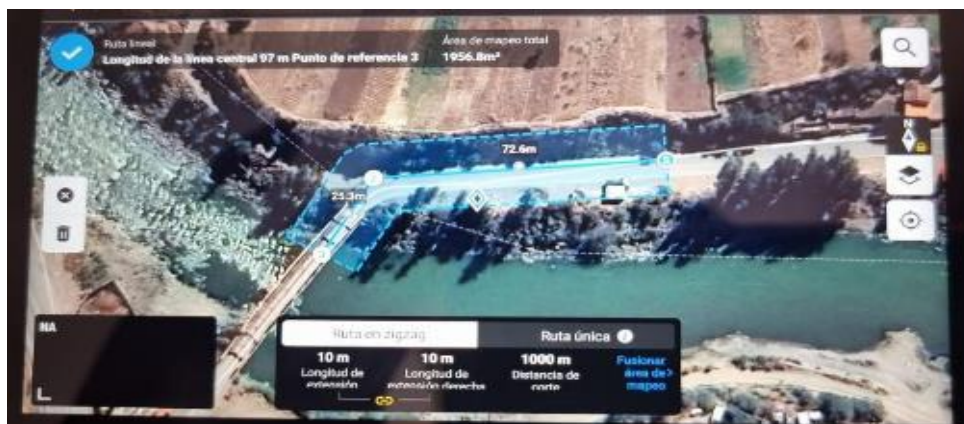 Ruta lineal
Longitud de la línea central 97 m Punto de referencia 3
Área de mapeo total
1956.8m²
72.6m
25.3m
N
NA
Ruta en zigzag
Ruta única
10 m
Longitud de
extensión
10 m
Longitud de
extensión derecha
1000 m
Distancia de
corte
Fusionar
área de>
mapeo